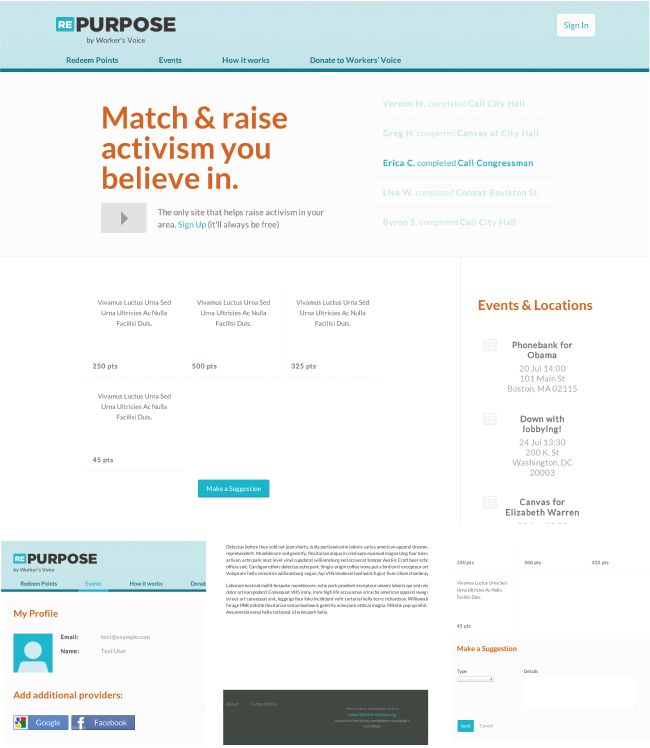 REPURPOSE
by Worker's Voice
Sign In
Redeem Points Events How it works Donate to Workers' Voice
Match & raise
activism you
believe in.
The only site that helps raise activism in your
area. Sign Up (it'll always be free)
Vernon M. completed Call City Hall
Greg H. completed Canvas at City Hall
Erica C. completed Call Congressman
Lisa W. completed Convas Boylston St.
Byron S. completed Call City Hall
Vivamus Luctus Urna Sed
Urna Ultricies Ac Nulla
Facilisi Duis.
250 pts
Vivamus Luctus Urna Sed
Urna Ultricies Ac Nulla
Facilisi Duis.
500 pts
Vivamus Luctus Urna Sed
Urna Ultricies Ac Nulla
Facilisi Duis.
325 pts
Vivamus Luctus Urna Sed
Urna Ultricies Ac Nulla
Facilisi Duis.
45 pts
Make a Suggestion
Events & Locations
Phonebank for
Obama
20 Jul 14:00
101 Main St
Boston, MA 02115
Down with
lobbying!
24 Jul 13:30
200 K. St
Washington, DC
20003
Canvas for
Elizabeth Warren
REPURPOSE
by Worker's Voice
Redeem Points Events How it works Donat
My Profile
Email: test@example.com
Name: Test User
Add additional providers:
Google Facebook
About Terms of Use
www.WorkersVoice.org
250 pts 500 pts 325 pts
Vivamus Luctus Urna Sed
Urna Ultricies Ac Nulla
Facilisi Duis.
45 pts
Make a Suggestion
Type Details
Send Cancel